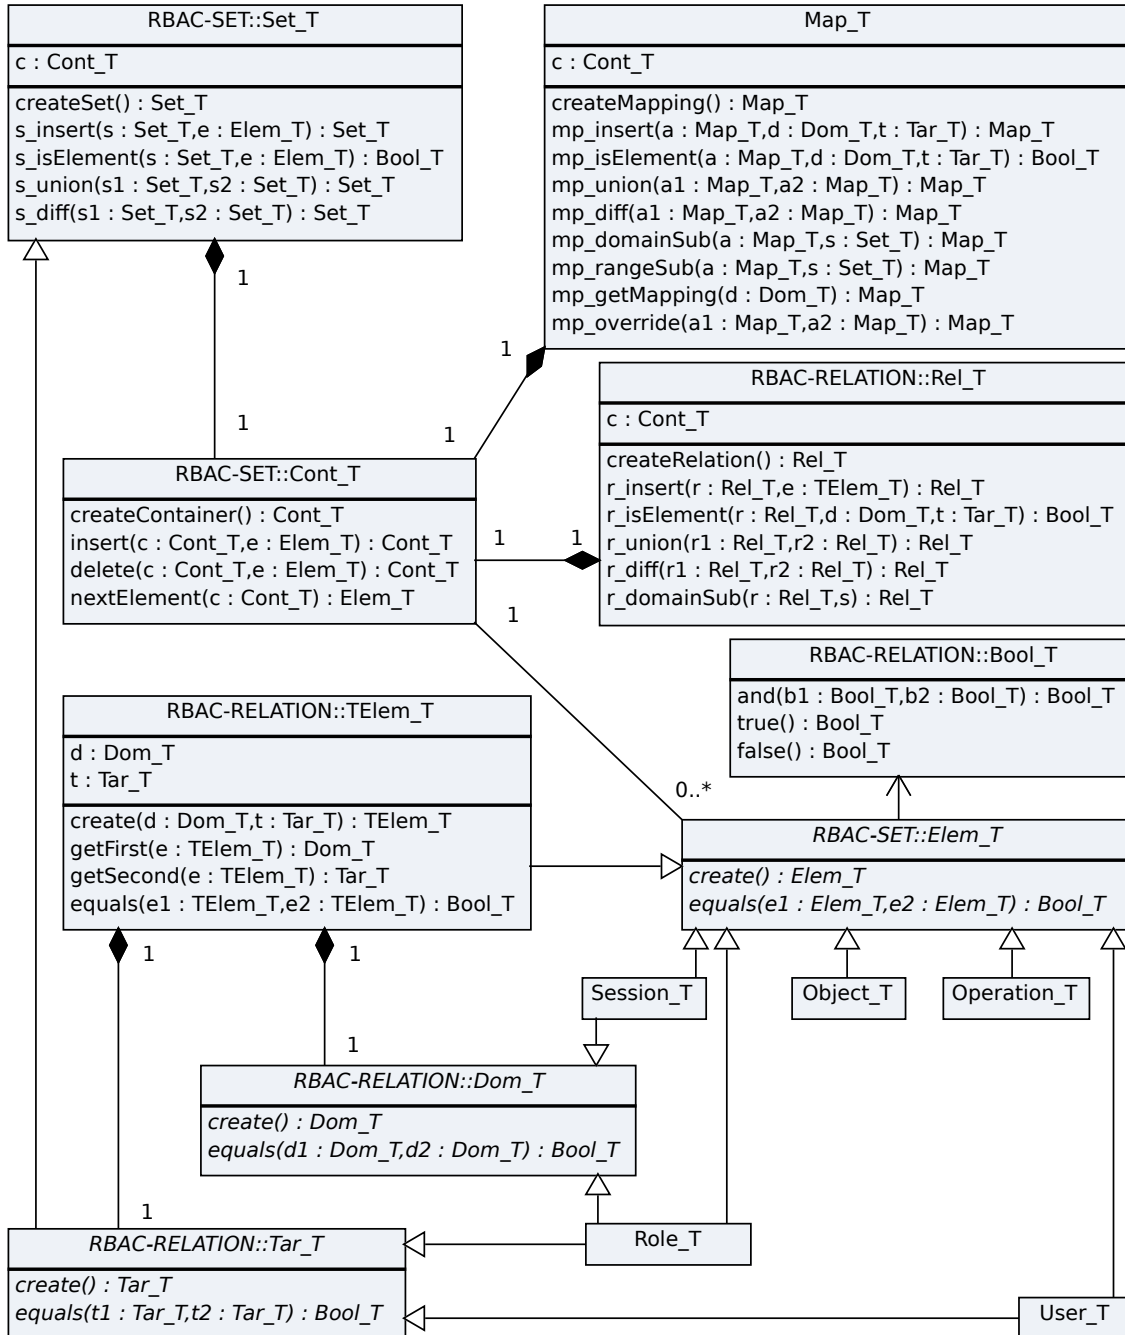 RBAC-SET::Set_T
c : Cont_T
createSet() : Set_T
s_insert(s : Set_T,e : Elem_T) : Set_T
s_isElement(s : Set_T,e : Elem_T) : Bool_T
s_union(s1 : Set_T,s2 : Set_T) : Set_T
s_diff(s1 : Set_T,s2 : Set_T) : Set_T
Map_T
c : Cont_T
createMapping() : Map_T
mp_insert(a : Map_T,d : Dom_T,t : Tar_T) : Map_T
mp_isElement(a : Map_T,d : Dom_T,t : Tar_T) : Bool_T
mp_union(a1 : Map_T,a2 : Map_T) : Map_T
mp_diff(a1 : Map_T,a2 : Map_T) : Map_T
mp_domainSub(a : Map_T,s : Set_T) : Map_T
mp_rangeSub(a : Map_T,s : Set_T) : Map_T
mp_getMapping(d : Dom_T) : Map_T
mp_override(a1 : Map_T,a2 : Map_T) : Map_T
1
1
1
1
RBAC-RELATION::Rel_T
c : Cont_T
createRelation() : Rel_T
r_insert(r : Rel_T,e : TElem_T) : Rel_T
r_isElement(r : Rel_T,d : Dom_T,t : Tar_T) : Bool_T
r_union(r1 : Rel_T,r2 : Rel_T) : Rel_T
r_diff(r1 : Rel_T,r2 : Rel_T) : Rel_T
r_domainSub(r : Rel_T,s) : Rel_T
RBAC-SET::Cont_T
createContainer() : Cont_T
insert(c : Cont_T,e : Elem_T) : Cont_T
delete(c : Cont_T,e : Elem_T) : Cont_T
nextElement(c : Cont_T) : Elem_T
1
1
1
0..*
RBAC-RELATION::Bool_T
and(b1 : Bool_T,b2 : Bool_T) : Bool_T
true() : Bool_T
false() : Bool_T
RBAC-RELATION::TElem_T
d : Dom_T
t : Tar_T
create(d : Dom_T,t : Tar_T) : TElem_T
getFirst(e : TElem_T) : Dom_T
getSecond(e : TElem_T) : Tar_T
equals(e1 : TElem_T,e2 : TElem_T) : Bool_T
RBAC-SET::Elem_T
create() : Elem_T
equals(e1 : Elem_T,e2 : Elem_T) : Bool_T
1
1
Session_T
Object_T
Operation_T
1
RBAC-RELATION::Dom_T
create() : Dom_T
equals(d1 : Dom_T,d2 : Dom_T) : Bool_T
1
Role_T
RBAC-RELATION::Tar_T
create() : Tar_T
equals(t1 : Tar_T,t2 : Tar_T) : Bool_T
User_T